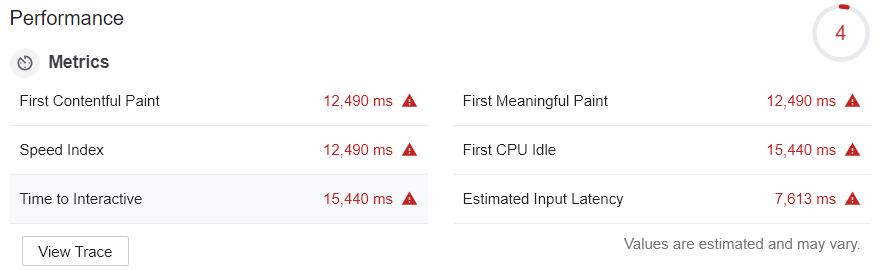 Performance
4
Metrics
First Contentful Paint 12,490 ms
First Meaningful Paint 12,490 ms
Speed Index 12,490 ms
First CPU Idle 15,440 ms
Time to Interactive 15,440 ms
Estimated Input Latency 7,613 ms
View Trace
Values are estimated and may vary.